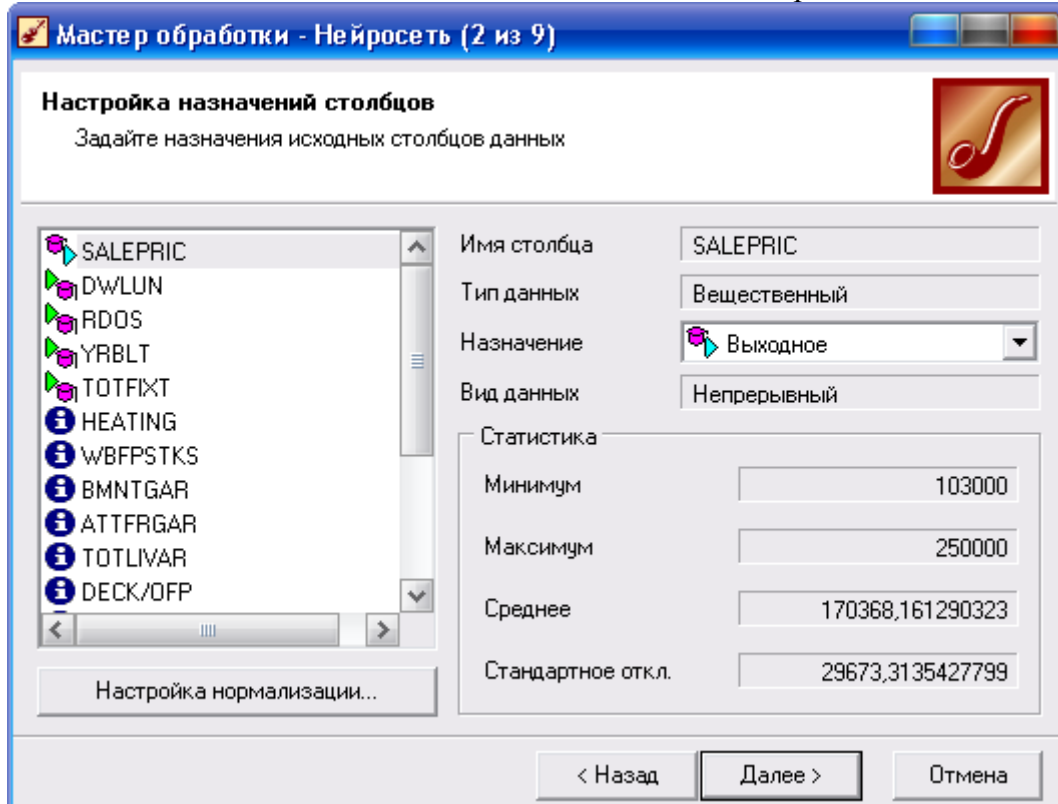 Мастер обработки - Нейросеть (2 из 9)
Настройка назначений столбцов
Задайте назначения исходных столбцов данных
SALEPRIC
DWLUN
RDOS
YRBLT
TOTFIXT
HEATING
WBFPSTKS
BMNTGAR
ATTFRGAR
TOTLIVAR
DECK/OFP
Настройка нормализации...
Имя столбца SALEPRIC
Тип данных Вещественный
Назначение Выходное
Вид данных Непрерывный
Статистика
Минимум 103000
Максимум 250000
Среднее 170368,161290323
Стандартное откл. 29673,3135427799
< Назад Далее > Отмена